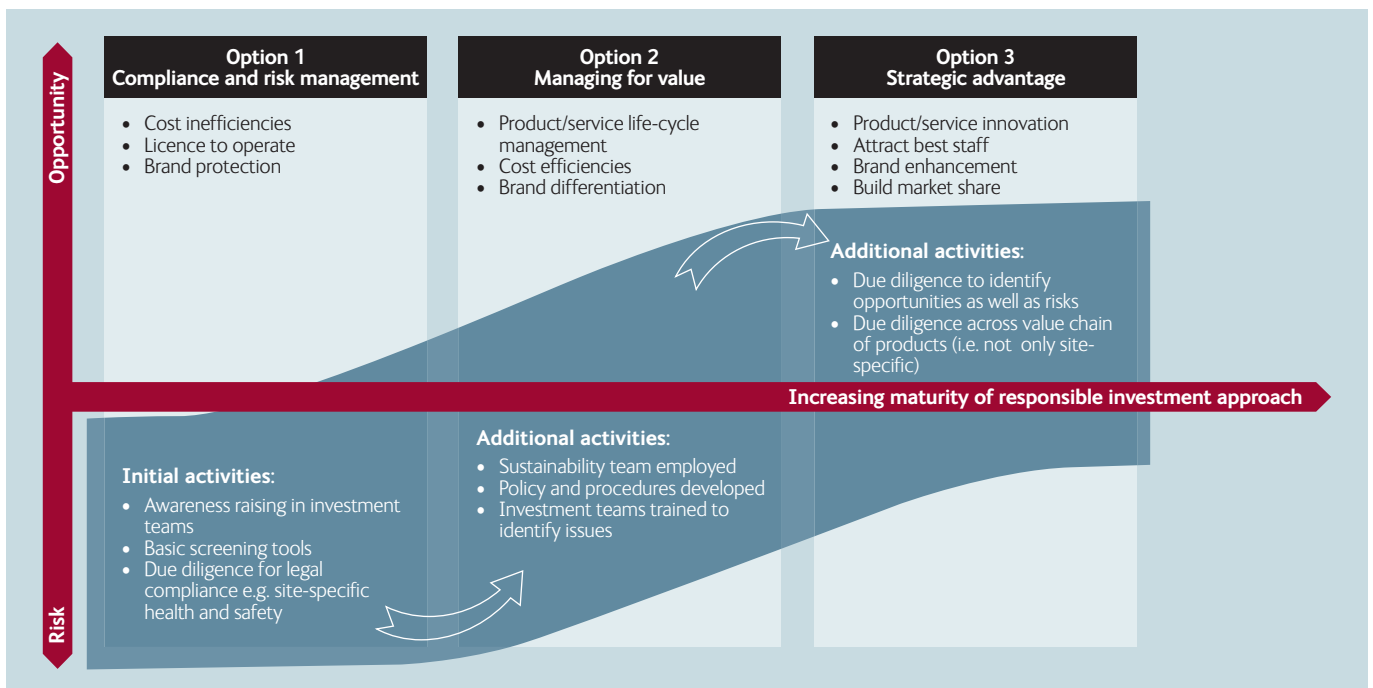 Opportunity
Risk
Option 1
Compliance and risk management
• Cost inefficiencies
• Licence to operate
• Brand protection
Initial activities:
• Awareness raising in investment
teams
• Basic screening tools
• Due diligence for legal
compliance e.g. site-specific
health and safety
Option 2
Managing for value
• Product/service life-cycle
management
• Cost efficiencies
• Brand differentiation
Additional activities:
• Sustainability team employed
• Policy and procedures developed
• Investment teams trained to
identify issues
Option 3
Strategic advantage
• Product/service innovation
• Attract best staff
• Brand enhancement
• Build market share
Additional activities:
• Due diligence to identify
opportunities as well as risks
• Due diligence across value chain
of products (i.e. not only site-
specific)
Increasing maturity of responsible investment approach